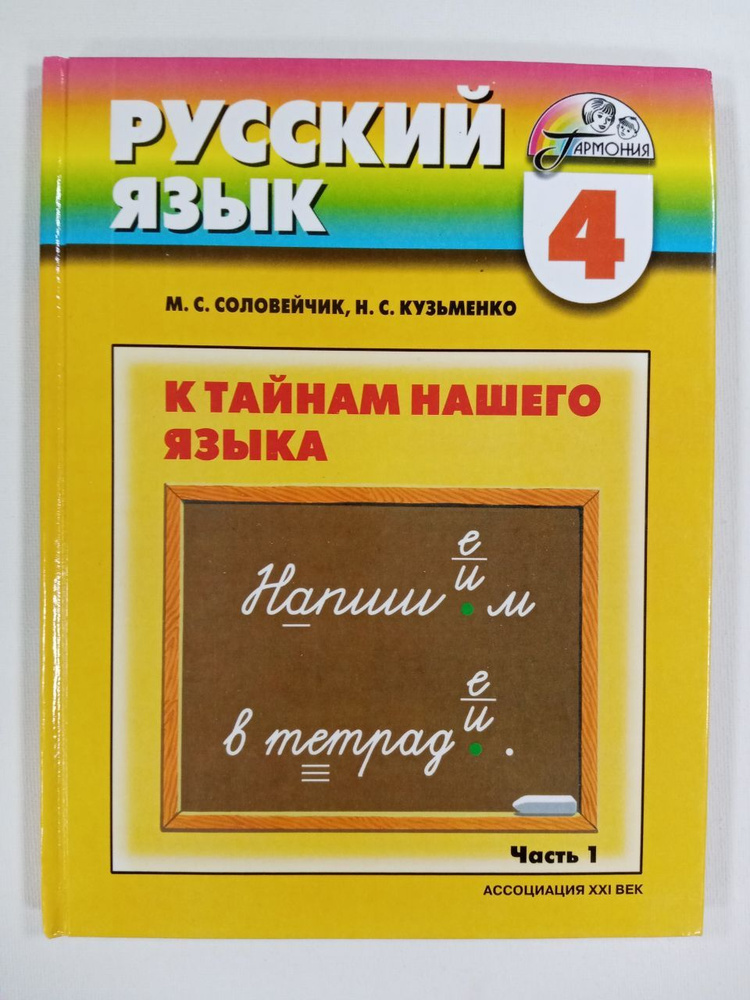 РУССКИЙ
ЯЗЫК
ГАРМОНИЯ
4
М. С. СОЛОВЕЙЧИК, Н. С. КУЗЬМЕНКО
К ТАЙНАМ НАШЕГО
ЯЗЫКА
е
и
Напиш.м
е
и
в тетрад. .
Часть 1
АССОЦИАЦИЯ XXI ВЕК